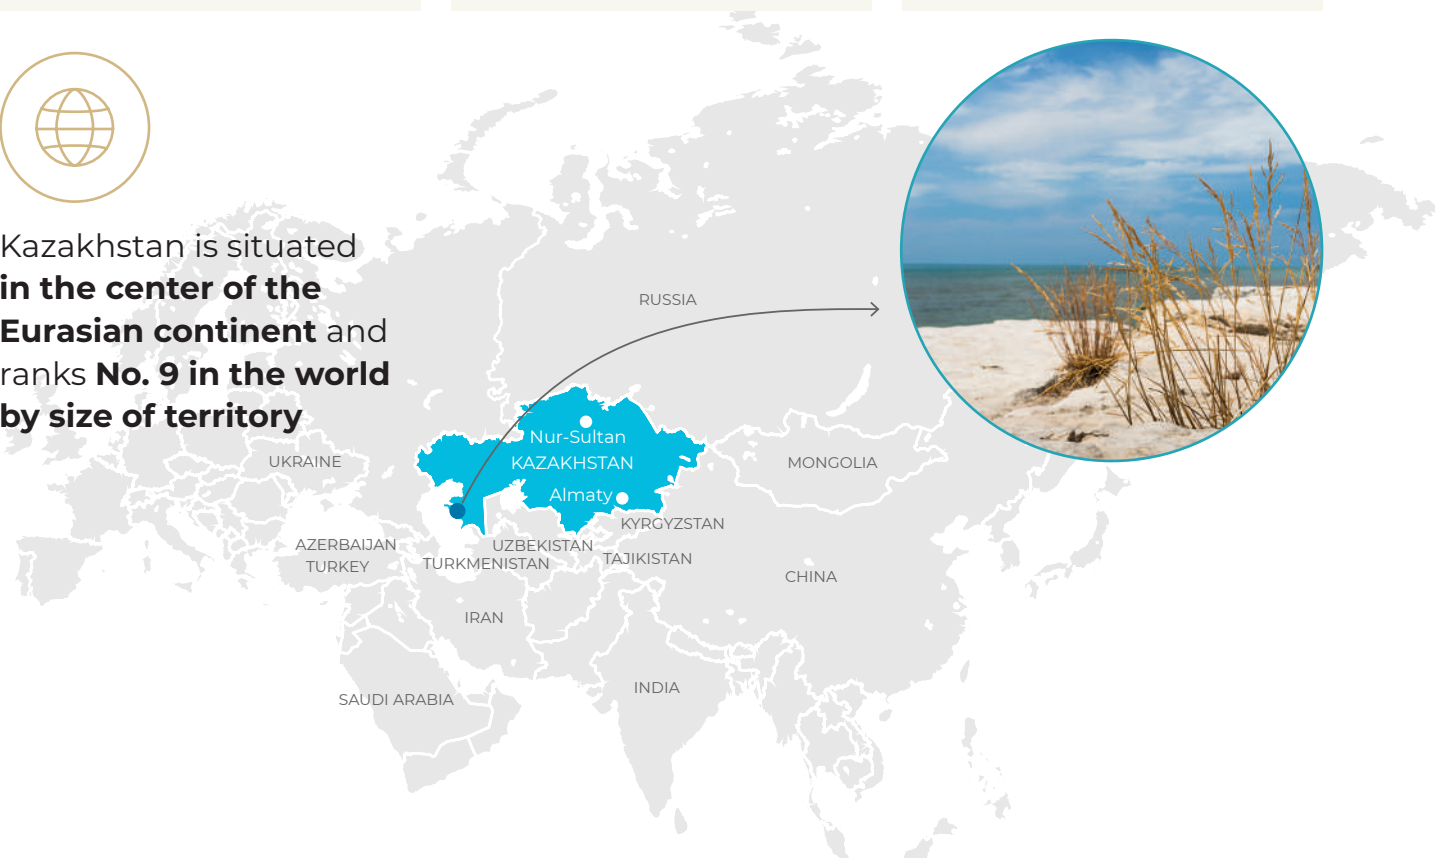 Kazakhstan is situated
in the center of the
Eurasian continent and
ranks No. 9 in the world
by size of territory
RUSSIA
Nur-Sultan
KAZAKHSTAN
Almaty
UKRAINE
MONGOLIA
KYRGYZSTAN
AZERBAIJAN
UZBEKISTAN
TURKEY
TURKMENISTAN
TAJIKISTAN
CHINA
IRAN
INDIA
SAUDI ARABIA